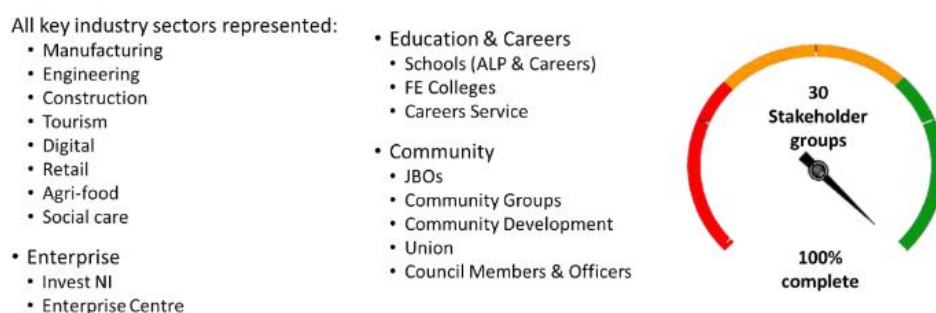 All key industry sectors represented:
• Manufacturing
• Engineering
• Construction
• Tourism
• Digital
• Retail
• Agri-food
• Social care
• Enterprise
• Invest NI
• Enterprise Centre
• Education & Careers
• Schools (ALP & Careers)
• FE Colleges
• Careers Service
• Community
• JBOs
• Community Groups
• Community Development
• Union
• Council Members & Officers
30
Stakeholder
groups
100%
complete